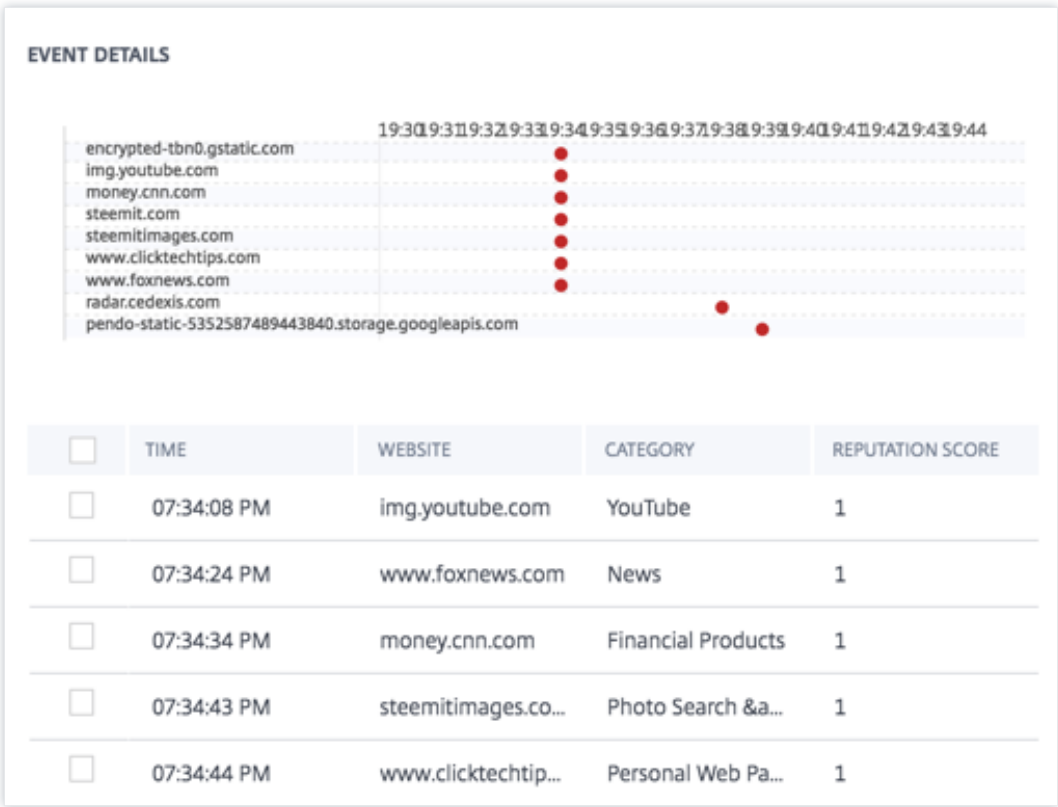 EVENT DETAILS
19:30 19:31 19:32 19:33 19:34 19:35 19:36 19:37 19:38 19:39 19:40 19:41 19:42 19:43 19:44
encrypted-tbn0.gstatic.com
img.youtube.com
money.cnn.com
steemit.com
steemitimages.com
www.clicktechtips.com
www.foxnews.com
radar.cedexis.com
pendo-static-5352587489443840.storage.googleapis.com
TIME WEBSITE CATEGORY REPUTATION SCORE
07:34:08 PM img.youtube.com YouTube 1
07:34:24 PM www.foxnews.com News 1
07:34:34 PM money.cnn.com Financial Products 1
07:34:43 PM steemitimages.co... Photo Search &a... 1
07:34:44 PM www.clicktechtip... Personal Web Pa... 1